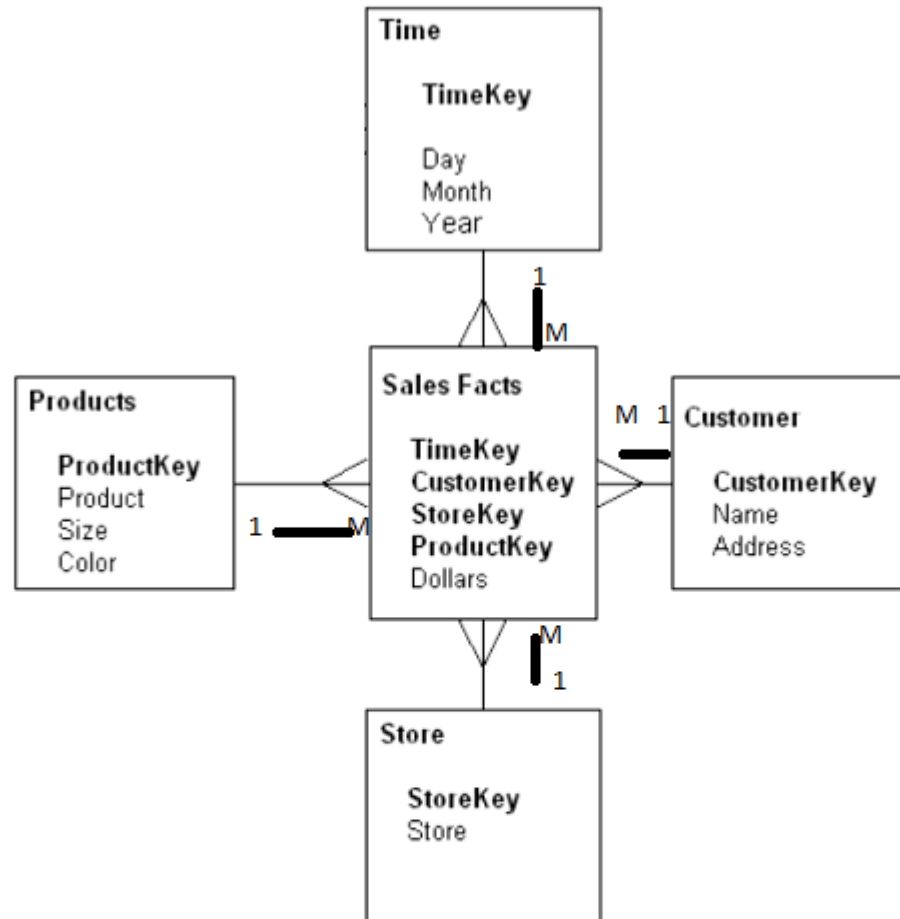 Time
TimeKey
Day
Month
Year
1
M
Products
ProductKey
Product
Size
Color
1 M
Sales Facts
TimeKey
CustomerKey
StoreKey
ProductKey
Dollars
M 1
Customer
CustomerKey
Name
Address
M
1
Store
StoreKey
Store